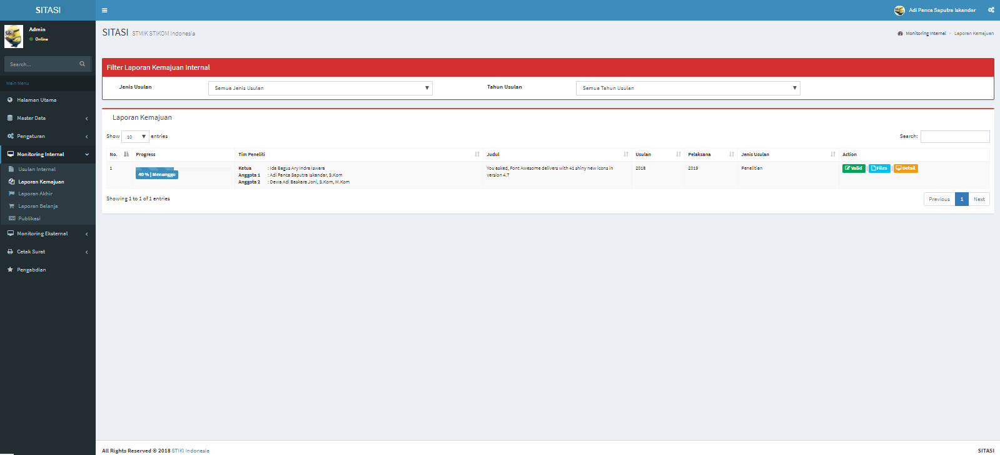 SITASI
Adi Panca Saputra Iskandar
Admin
Online
Search...
Main Menu
Halaman Utama
Master Data
Pengaturan
Monitoring Internal
Usulan Internal
Laporan Kemajuan
Laporan Akhir
Laporan Belanja
Publikasi
Monitoring Eksternal
Cetak Surat
Pengabdian
SITASI STMIK STIKOM Indonesia
Monitoring Internal > Laporan Kemajuan
Filter Laporan Kemajuan Internal
Jenis Usulan Semua Jenis Usulan Tahun Usulan Semua Tahun Usulan
Laporan Kemajuan
Show 10 entries Search:
No. Progress Tim Peneliti Judul Usulan Pelaksana Jenis Usulan Action
1 40 % | Menunggu
Ketua : Ida Bagus Ary Indra Iswara
Anggota 1 : Adi Panca Saputra Iskandar, S.Kom
Anggota 2 : Dewa Adi Baskara Joni, S.Kom, M.Kom
You asked, Font Awesome delivers with 41 shiny new icons in
version 4.7
2018 2019 Penelitian Valid | Files | Detail
Showing 1 to 1 of 1 entries
Previous 1 Next
All Rights Reserved © 2018 STIKI Indonesia
SITASI